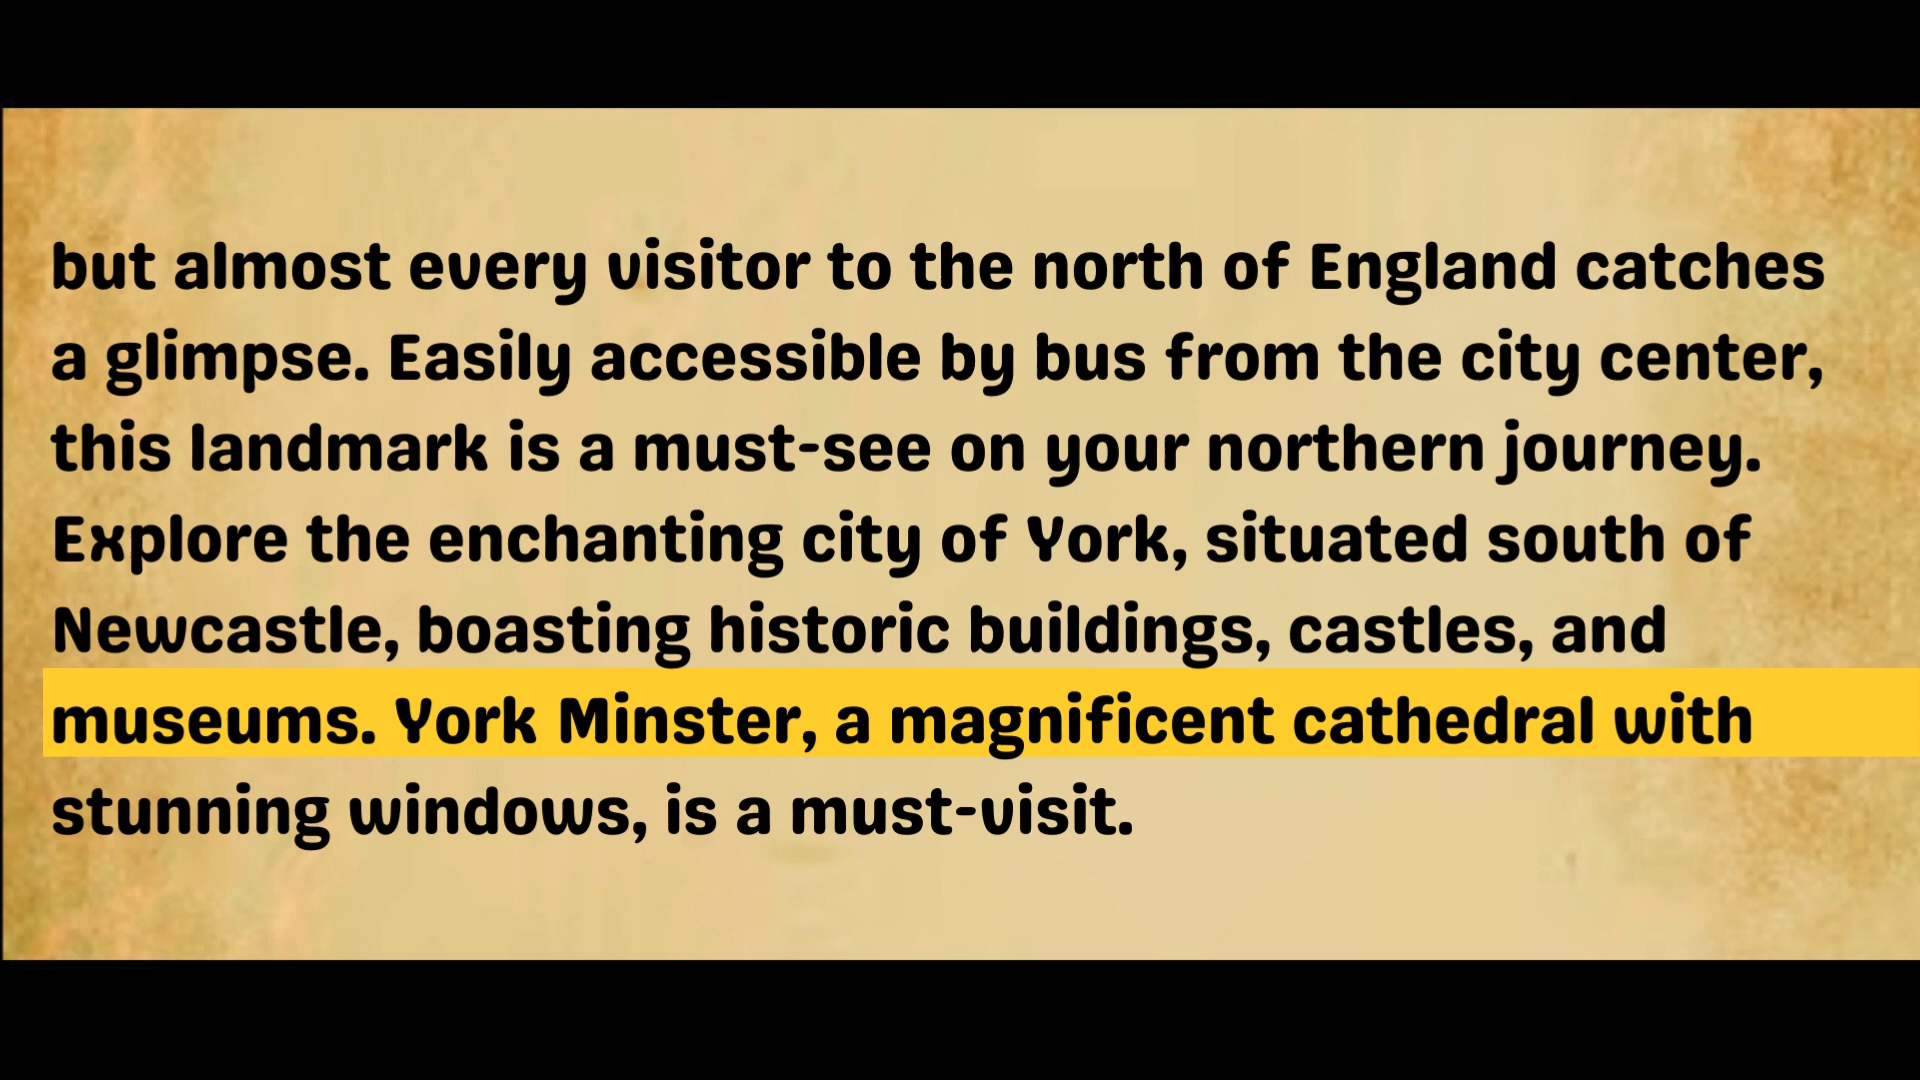 but almost every visitor to the north of England catches
a glimpse. Easily accessible by bus from the city center,
this landmark is a must-see on your northern journey.
Explore the enchanting city of York, situated south of
Newcastle, boasting historic buildings, castles, and
museums. York Minster, a magnificent cathedral with
stunning windows, is a must-visit.